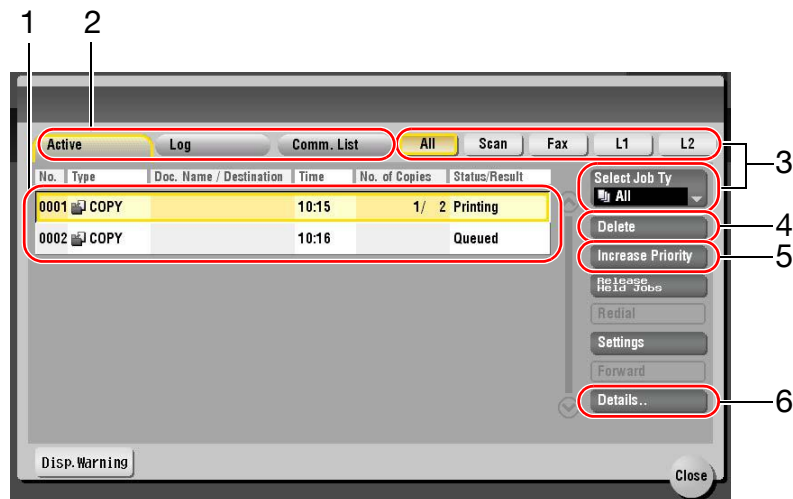 1 2
Active Log Comm. List All Scan Fax L1 L2
No. Type Doc. Name / Destination Time No. of Copies Status/Result
Select Job Ty
All
3
0001 COPY 10:15 1/ 2 Printing
Delete
4
0002 COPY 10:16 Queued
Increase Priority
5
Release
Held Jobs
Redial
Settings
Forward
Details..
6
Disp.Warning
Close